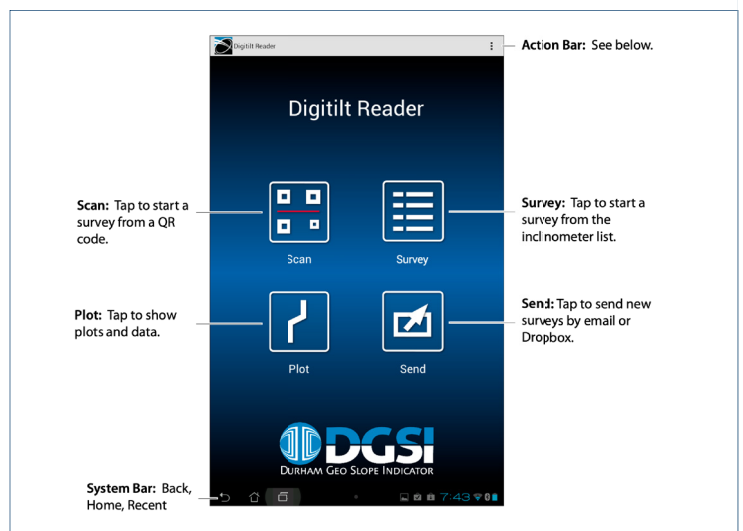 Digitilt Reader
Action Bar: See below.
Digitilt Reader
Scan: Tap to start a
survey from a QR
code.
Scan
Survey
Survey: Tap to start a
survey from the
inclinometer list.
Plot: Tap to show
plots and data.
Plot
Send
Send: Tap to send new
surveys by email or
Dropbox.
DGSI
DURHAM GEO SLOPE INDICATOR
System Bar: Back,
Home, Recent
7:43